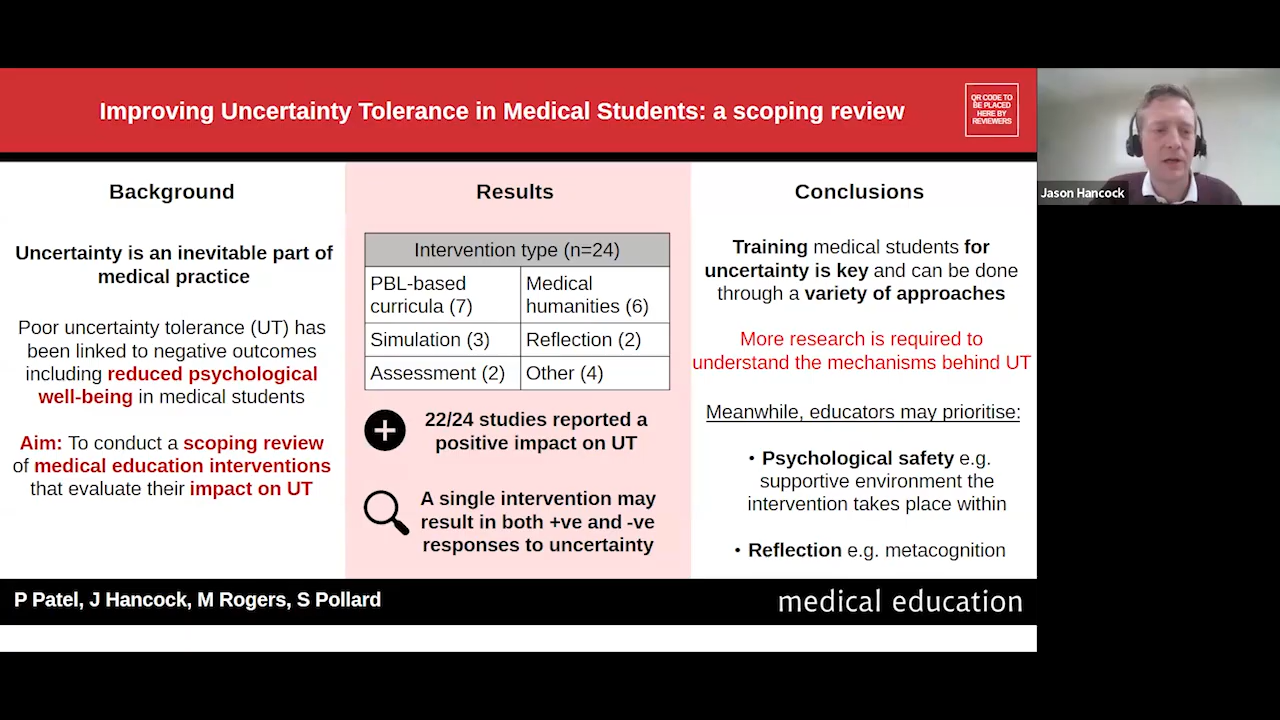 Improving Uncertainty Tolerance in Medical Students: a scoping review
QR CODE TO
BE PLACED
HERE BY
REVIEWERS
Jason Hancock
Background
Uncertainty is an inevitable part of
medical practice
Poor uncertainty tolerance (UT) has
been linked to negative outcomes
including reduced psychological
well-being in medical students
Aim: To conduct a scoping review
of medical education interventions
that evaluate their impact on UT
Results
Intervention type (n=24)
PBL-based
curricula (7)
Medical
humanities (6)
Simulation (3)
Reflection (2)
Assessment (2)
Other (4)
22/24 studies reported a
positive impact on UT
A single intervention may
result in both +ve and -ve
responses to uncertainty
Conclusions
Training medical students for
uncertainty is key and can be done
through a variety of approaches
More research is required to
understand the mechanisms behind UT
Meanwhile, educators may prioritise:
• Psychological safety e.g.
supportive environment the
intervention takes place within
• Reflection e.g. metacognition
P Patel, J Hancock, M Rogers, S Pollard
medical education